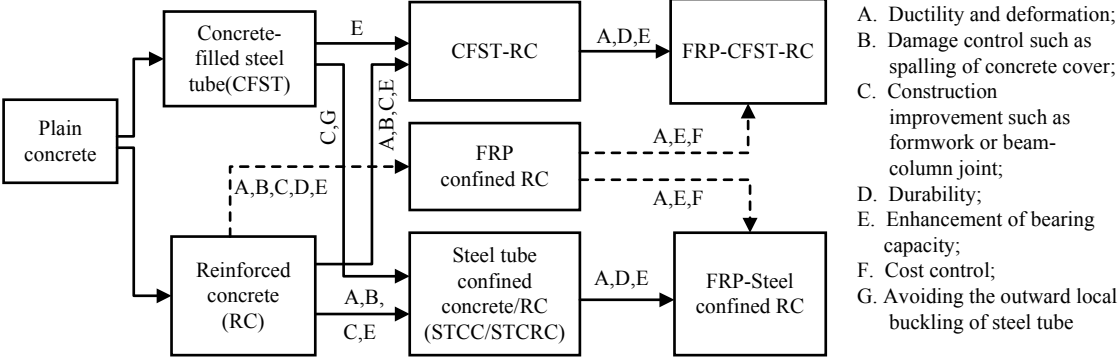 Plain
concrete
Concrete-
filled steel
tube(CFST)
Reinforced
concrete
(RC)
E
C,G
A,B,C,E
A,B,C,D,E
A,B,
C,E
CFST-RC
FRP
confined RC
Steel tube
confined
concrete/RC
(STCC/STCRC)
A,D,E
A,E,F
A,E,F
A,D,E
FRP-CFST-RC
FRP-Steel
confined RC
A. Ductility and deformation;
B. Damage control such as
spalling of concrete cover;
C. Construction
improvement such as
formwork or beam-
column joint;
D. Durability;
E. Enhancement of bearing
capacity;
F. Cost control;
G. Avoiding the outward local
buckling of steel tube